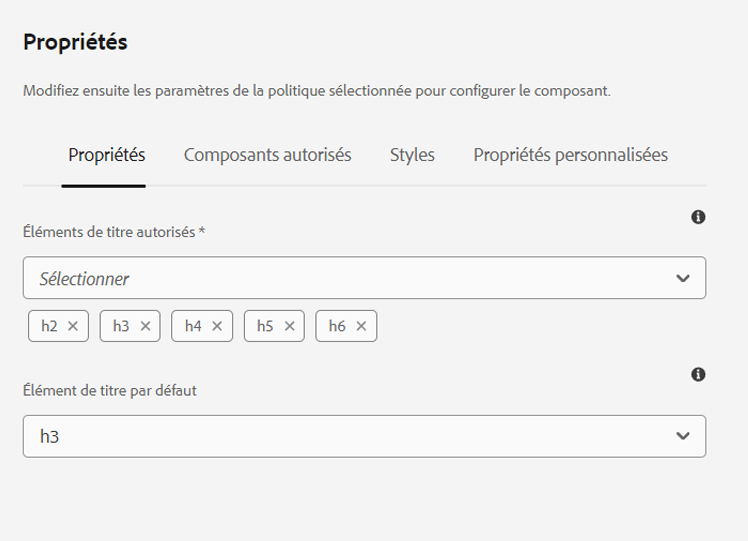 Propriétés
Modifiez ensuite les paramètres de la politique sélectionnée pour configurer le composant.
Propriétés Composants autorisés Styles Propriétés personnalisées
Éléments de titre autorisés *
Sélectionner
h2 h3 h4 h5 h6
Élément de titre par défaut
h3